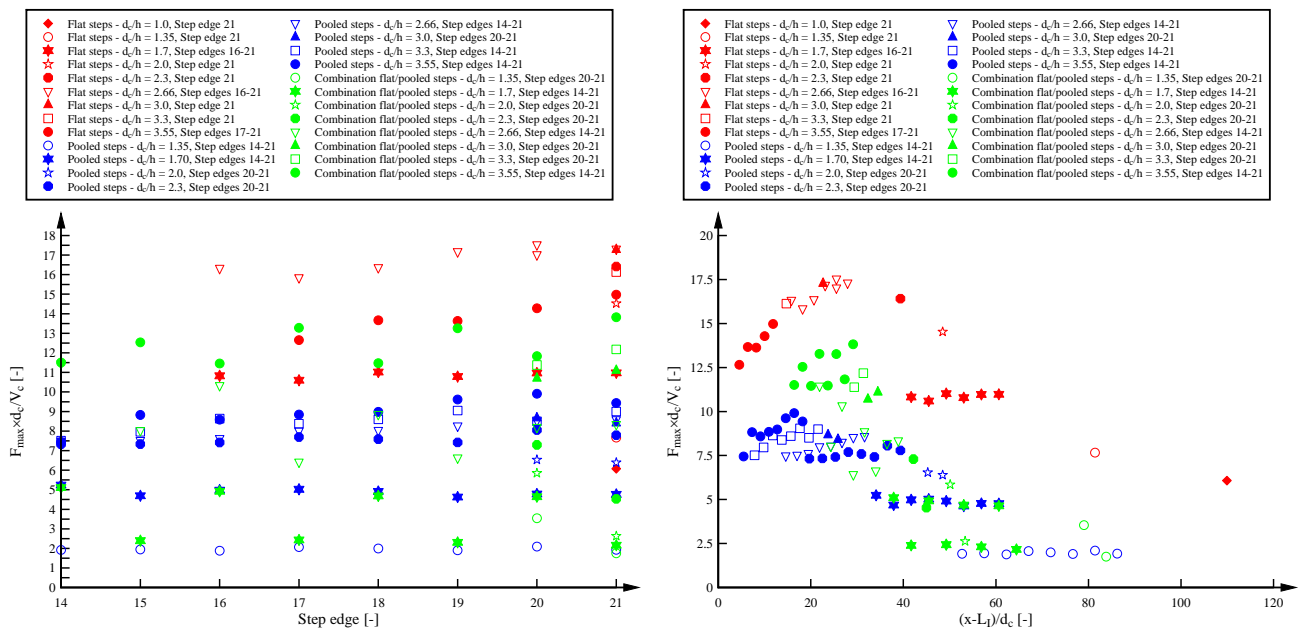 Flat steps - dc/h = 1.0, Step edge 21
Flat steps - dc/h = 1.35, Step edge 21
Flat steps - dc/h = 1.7, Step edges 16-21
Flat steps - dc/h = 2.0, Step edge 21
Flat steps - dc/h = 2.3, Step edge 21
Flat steps - dc/h = 2.66, Step edges 16-21
Flat steps - dc/h = 3.0, Step edge 21
Flat steps - dc/h = 3.3, Step edge 21
Flat steps - dc/h = 3.55, Step edges 17-21
Pooled steps - dc/h = 1.35, Step edges 14-21
Pooled steps - dc/h = 1.70, Step edges 14-21
Pooled steps - dc/h = 2.0, Step edges 20-21
Pooled steps - dc/h = 2.3, Step edges 20-21
Pooled steps - dc/h = 2.66, Step edges 14-21
Pooled steps - dc/h = 3.0, Step edges 20-21
Pooled steps - dc/h = 3.3, Step edges 14-21
Pooled steps - dc/h = 3.55, Step edges 14-21
Combination flat/pooled steps - dc/h = 1.35, Step edges 20-21
Combination flat/pooled steps - dc/h = 1.7, Step edges 14-21
Combination flat/pooled steps - dc/h = 2.0, Step edges 20-21
Combination flat/pooled steps - dc/h = 2.3, Step edges 20-21
Combination flat/pooled steps - dc/h = 2.66, Step edges 14-21
Combination flat/pooled steps - dc/h = 3.0, Step edges 20-21
Combination flat/pooled steps - dc/h = 3.3, Step edges 20-21
Combination flat/pooled steps - dc/h = 3.55, Step edges 14-21
Fmax×dc/Vc [-]
18
17
16
15
14
13
12
11
10
9
8
7
6
5
4
3
2
1
0
14 15 16 17 18 19 20 21
Step edge [-]
Flat steps - dc/h = 1.0, Step edge 21
Flat steps - dc/h = 1.35, Step edge 21
Flat steps - dc/h = 1.7, Step edges 16-21
Flat steps - dc/h = 2.0, Step edge 21
Flat steps - dc/h = 2.3, Step edge 21
Flat steps - dc/h = 2.66, Step edges 16-21
Flat steps - dc/h = 3.0, Step edge 21
Flat steps - dc/h = 3.3, Step edge 21
Flat steps - dc/h = 3.55, Step edges 17-21
Pooled steps - dc/h = 1.35, Step edges 14-21
Pooled steps - dc/h = 1.70, Step edges 14-21
Pooled steps - dc/h = 2.0, Step edges 20-21
Pooled steps - dc/h = 2.3, Step edges 20-21
Pooled steps - dc/h = 2.66, Step edges 14-21
Pooled steps - dc/h = 3.0, Step edges 20-21
Pooled steps - dc/h = 3.3, Step edges 14-21
Pooled steps - dc/h = 3.55, Step edges 14-21
Combination flat/pooled steps - dc/h = 1.35, Step edges 20-21
Combination flat/pooled steps - dc/h = 1.7, Step edges 14-21
Combination flat/pooled steps - dc/h = 2.0, Step edges 20-21
Combination flat/pooled steps - dc/h = 2.3, Step edges 20-21
Combination flat/pooled steps - dc/h = 2.66, Step edges 14-21
Combination flat/pooled steps - dc/h = 3.0, Step edges 20-21
Combination flat/pooled steps - dc/h = 3.3, Step edges 20-21
Combination flat/pooled steps - dc/h = 3.55, Step edges 14-21
Fmax×dc/Vc [-]
20
17.5
15
12.5
10
7.5
5
2.5
0
0 20 40 60 80 100 120
(x-LI)/dc [-]